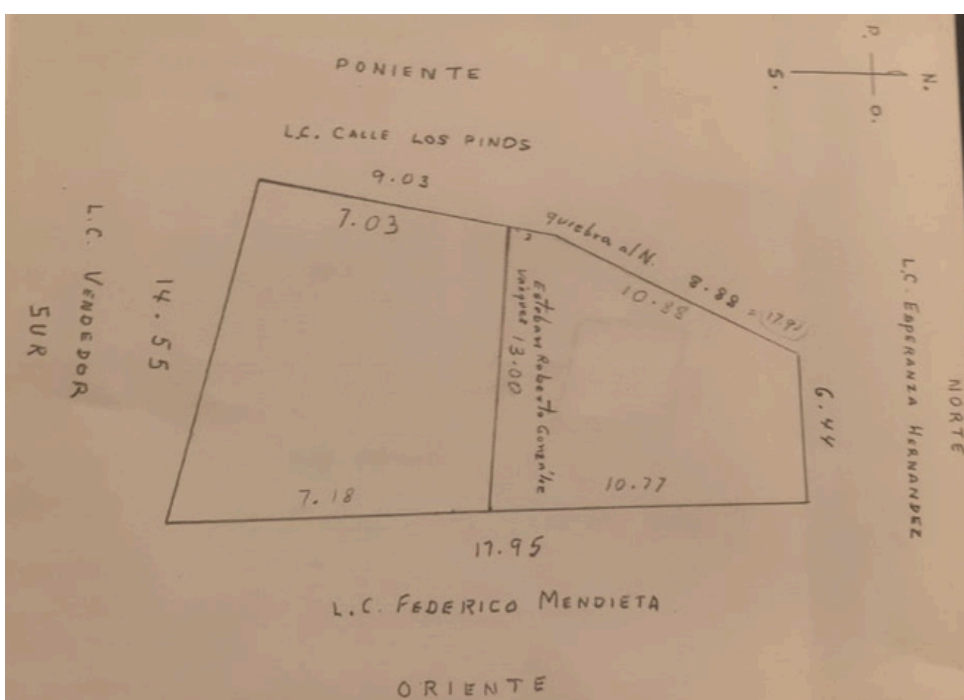 PONIENTE
P.
N.
S.
O.
L.C. CALLE LOS PINOS
9.03
7.03
quiebra al N. 8.88 = 17.91
2
10.88
L.C. VENDEDOR
SUR
14.55
Esteban Roberto González
Vazquez 13.00
6.44
L.C. ESPERANZA HERNANDEZ
NORTE
7.18
10.77
17.95
L.C. FEDERICO MENDIETA
ORIENTE